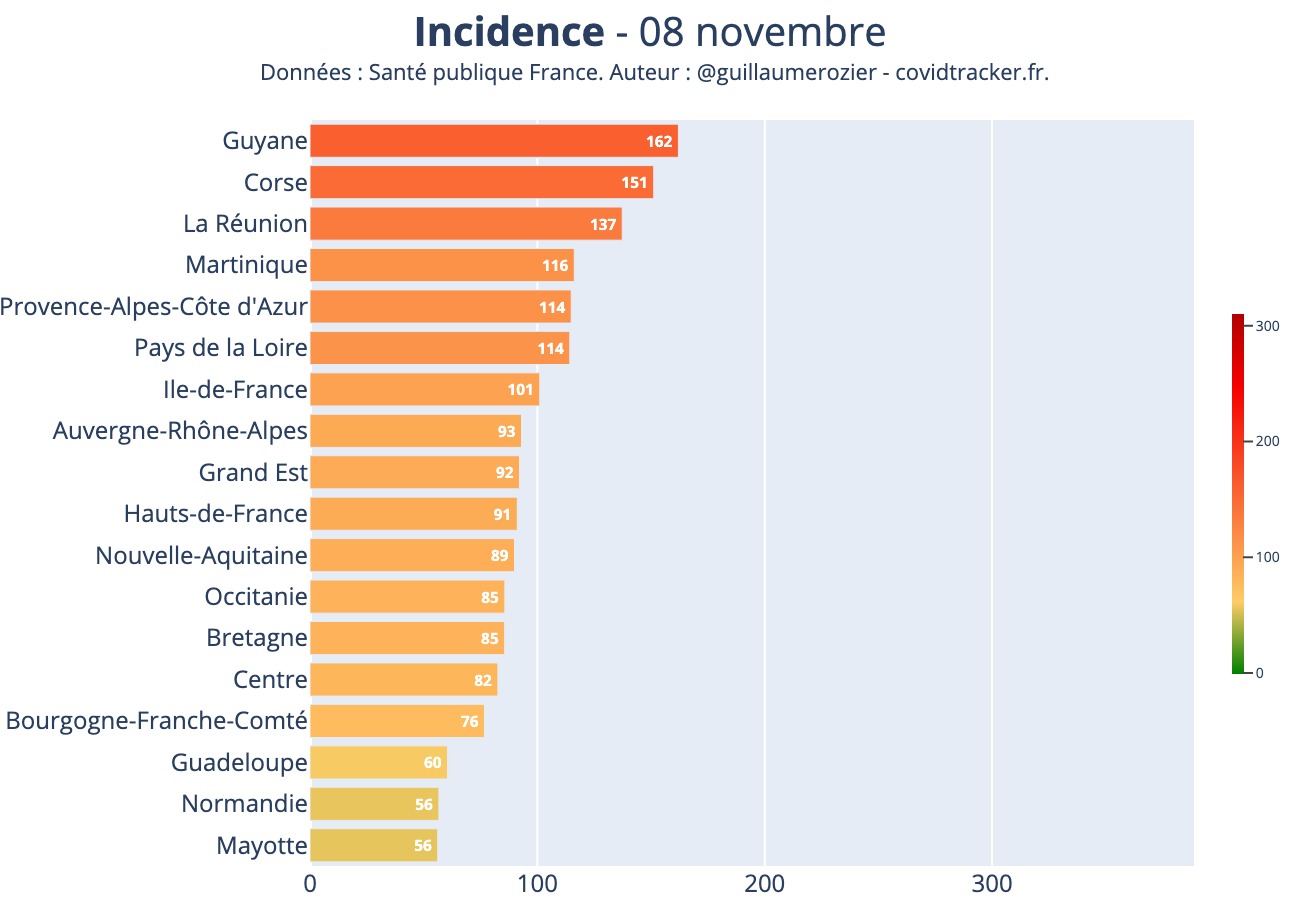 Incidence - 08 novembre
Données : Santé publique France. Auteur : @guillaumerozier - covidtracker.fr.
Guyane 162
Corse 151
La Réunion 137
Martinique 116
Provence-Alpes-Côte d'Azur 114
Pays de la Loire 114
Ile-de-France 101
Auvergne-Rhône-Alpes 93
Grand Est 92
Hauts-de-France 91
Nouvelle-Aquitaine 89
Occitanie 85
Bretagne 85
Centre 82
Bourgogne-Franche-Comté 76
Guadeloupe 60
Normandie 56
Mayotte 56
0 100 200 300
300
200
100
0